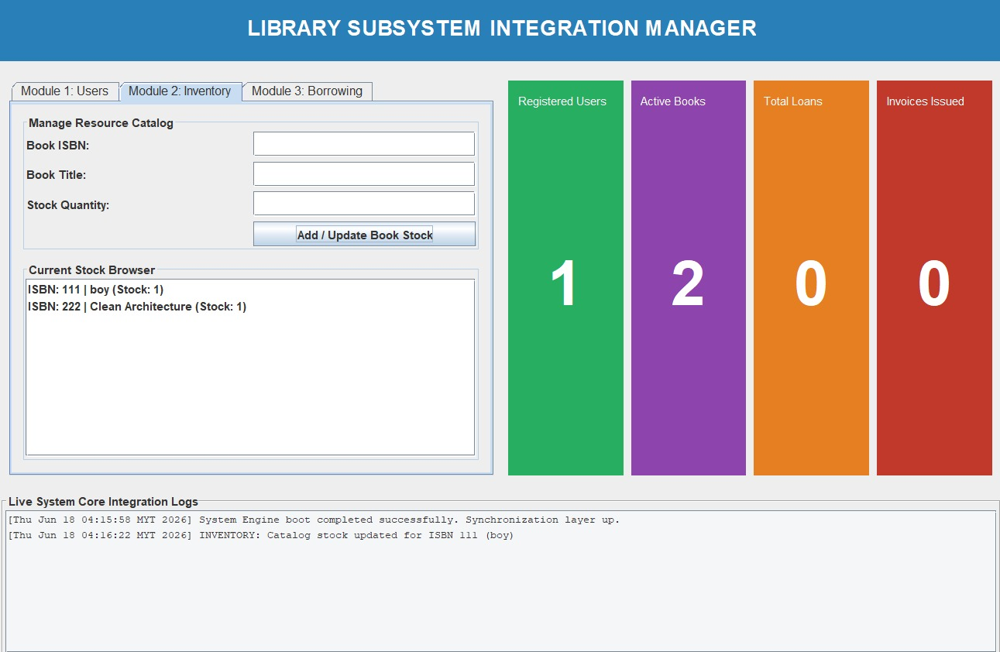 LIBRARY SUBSYSTEM INTEGRATION MANAGER
Module 1: Users
Module 2: Inventory
Module 3: Borrowing
Manage Resource Catalog
Book ISBN:
Book Title:
Stock Quantity:
Add / Update Book Stock
Current Stock Browser
ISBN: 111 | boy (Stock: 1)
ISBN: 222 | Clean Architecture (Stock: 1)
Registered Users
1
Active Books
2
Total Loans
0
Invoices Issued
0
Live System Core Integration Logs
[Thu Jun 18 04:15:58 MYT 2026] System Engine boot completed successfully. Synchronization layer up.
[Thu Jun 18 04:16:22 MYT 2026] INVENTORY: Catalog stock updated for ISBN 111 (boy)